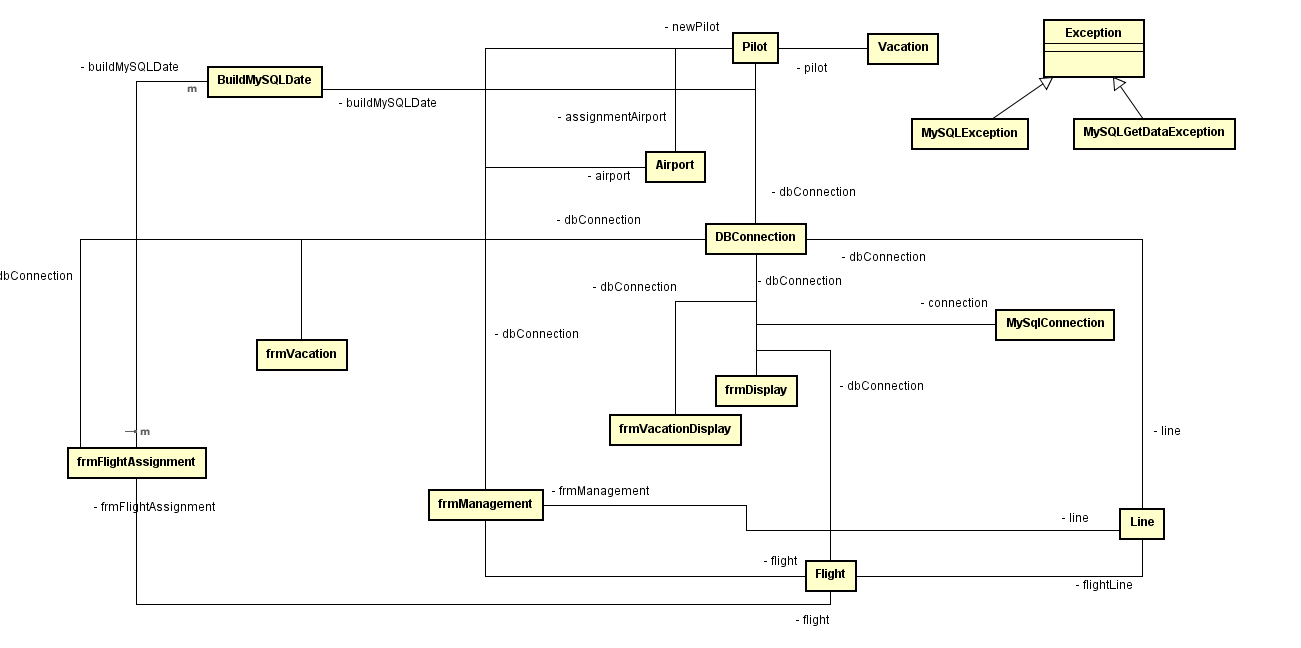 - newPilot
Pilot
Vacation
Exception
- buildMySQLDate
- pilot
BuildMySQLDate
m
- buildMySQLDate
- assignmentAirport
MySQLException
MySQLGetDataException
Airport
- airport
- dbConnection
- dbConnection
DBConnection
- dbConnection
dbConnection
- dbConnection
- dbConnection
- connection
MySqlConnection
- dbConnection
frmVacation
frmDisplay
- dbConnection
frmVacationDisplay
m
- line
frmFlightAssignment
- frmManagement
frmManagement
- frmFlightAssignment
- line
Line
- flight
Flight
- flightLine
- flight